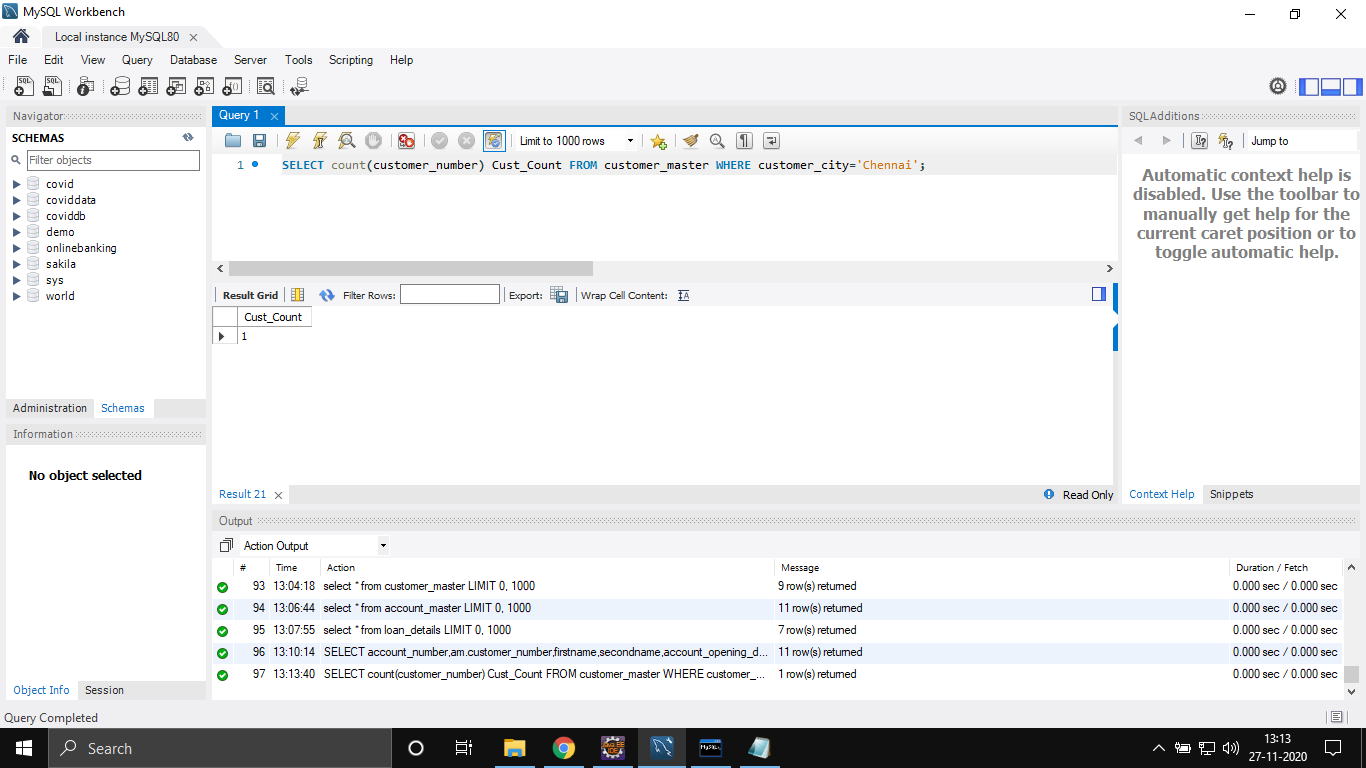 MySQL Workbench
Local instance MySQL80
File Edit View Query Database Server Tools Scripting Help
Navigator
SCHEMAS
Filter objects
covid
coviddata
coviddb
demo
onlinebanking
sakila
sys
world
Administration Schemas
Information
No object selected
Object Info Session
Query 1
Limit to 1000 rows
1 SELECT count(customer_number) Cust_Count FROM customer_master WHERE customer_city='Chennai';
Result Grid Filter Rows: Export: Wrap Cell Content:
Cust_Count
1
Result 21 Read Only
SQLAdditions
Jump to
Automatic context help is
disabled. Use the toolbar to
manually get help for the
current caret position or to
toggle automatic help.
Context Help Snippets
Output
Action Output
# Time Action Message Duration / Fetch
93 13:04:18 select * from customer_master LIMIT 0, 1000 9 row(s) returned 0.000 sec / 0.000 sec
94 13:06:44 select * from account_master LIMIT 0, 1000 11 row(s) returned 0.000 sec / 0.000 sec
95 13:07:55 select * from loan_details LIMIT 0, 1000 7 row(s) returned 0.000 sec / 0.000 sec
96 13:10:14 SELECT account_number,am.customer_number,firstname,secondname,account_opening_d... 11 row(s) returned 0.000 sec / 0.000 sec
97 13:13:40 SELECT count(customer_number) Cust_Count FROM customer_master WHERE customer_... 1 row(s) returned 0.000 sec / 0.000 sec
Query Completed
Search
13:13
27-11-2020